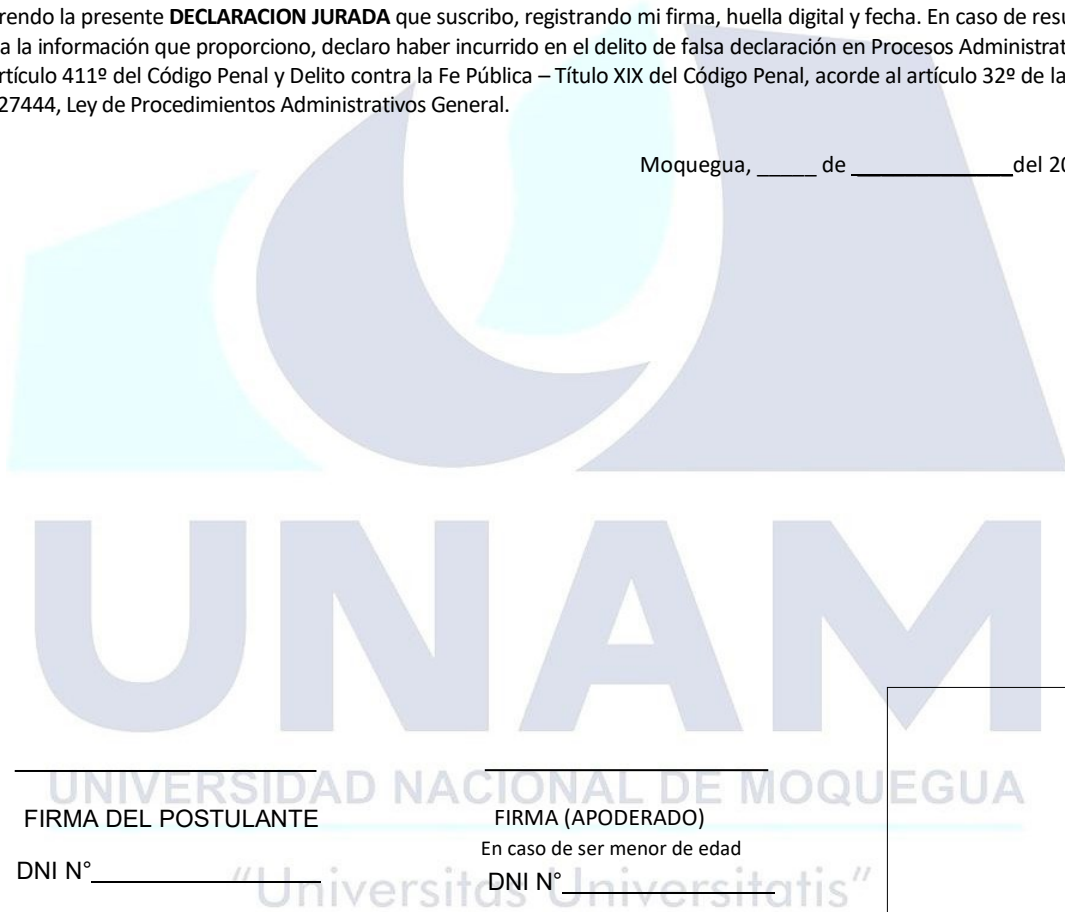 rendo la presente DECLARACION JURADA que suscribo, registrando mi firma, huella digital y fecha. En caso de resu
a la información que proporciono, declaro haber incurrido en el delito de falsa declaración en Procesos Administrat
rtículo 411º del Código Penal y Delito contra la Fe Pública – Título XIX del Código Penal, acorde al artículo 32º de la
27444, Ley de Procedimientos Administrativos General.
Moquegua, _____ de ______________del 20
UNAM
UNIVERSIDAD NACIONAL DE MOQUEGUA
FIRMA DEL POSTULANTE
FIRMA (APODERADO)
En caso de ser menor de edad
DNI N°____________________
DNI N°____________________
"Universitas Universitatis"